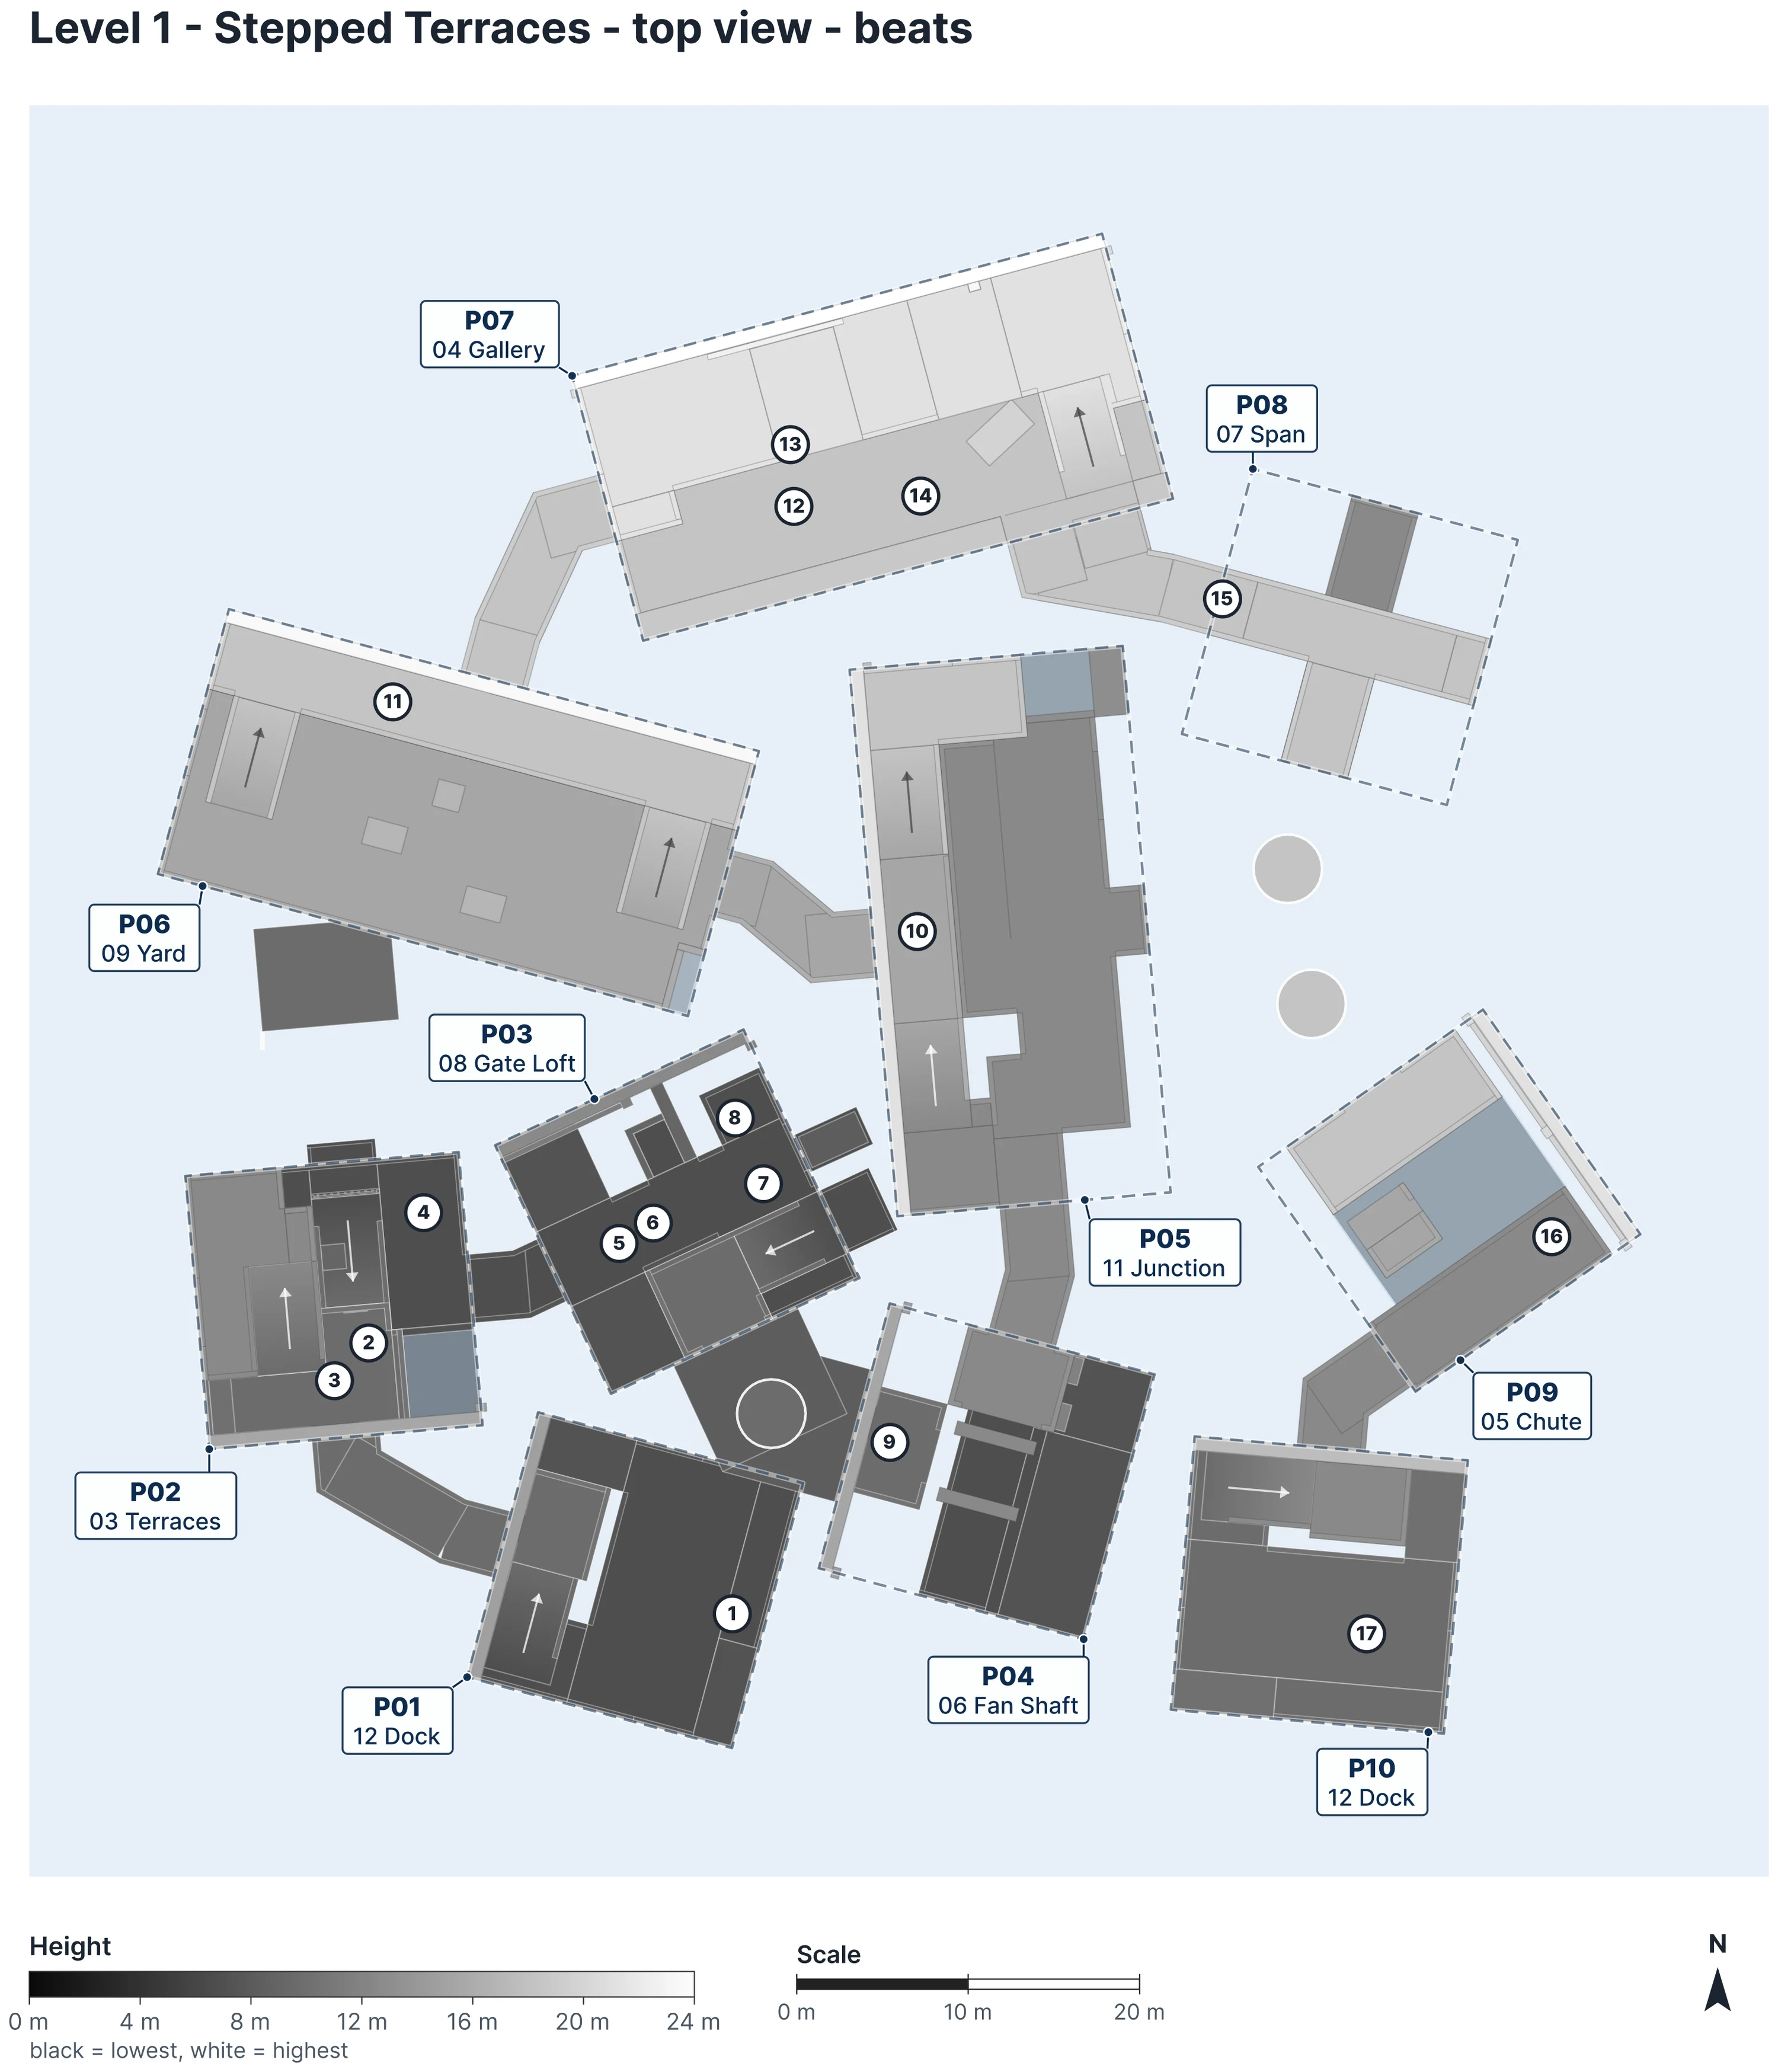 Level 1 - Stepped Terraces - top view - beats
P07
04 Gallery
P08
07 Span
13
12
14
15
11
10
P06
09 Yard
P03
08 Gate Loft
8
7
6
5
4
2
3
16
P05
11 Junction
P09
05 Chute
9
P02
03 Terraces
1
17
P04
06 Fan Shaft
P01
12 Dock
P10
12 Dock
Height
0 m 4 m 8 m 12 m 16 m 20 m 24 m
black = lowest, white = highest
Scale
0 m 10 m 20 m
N